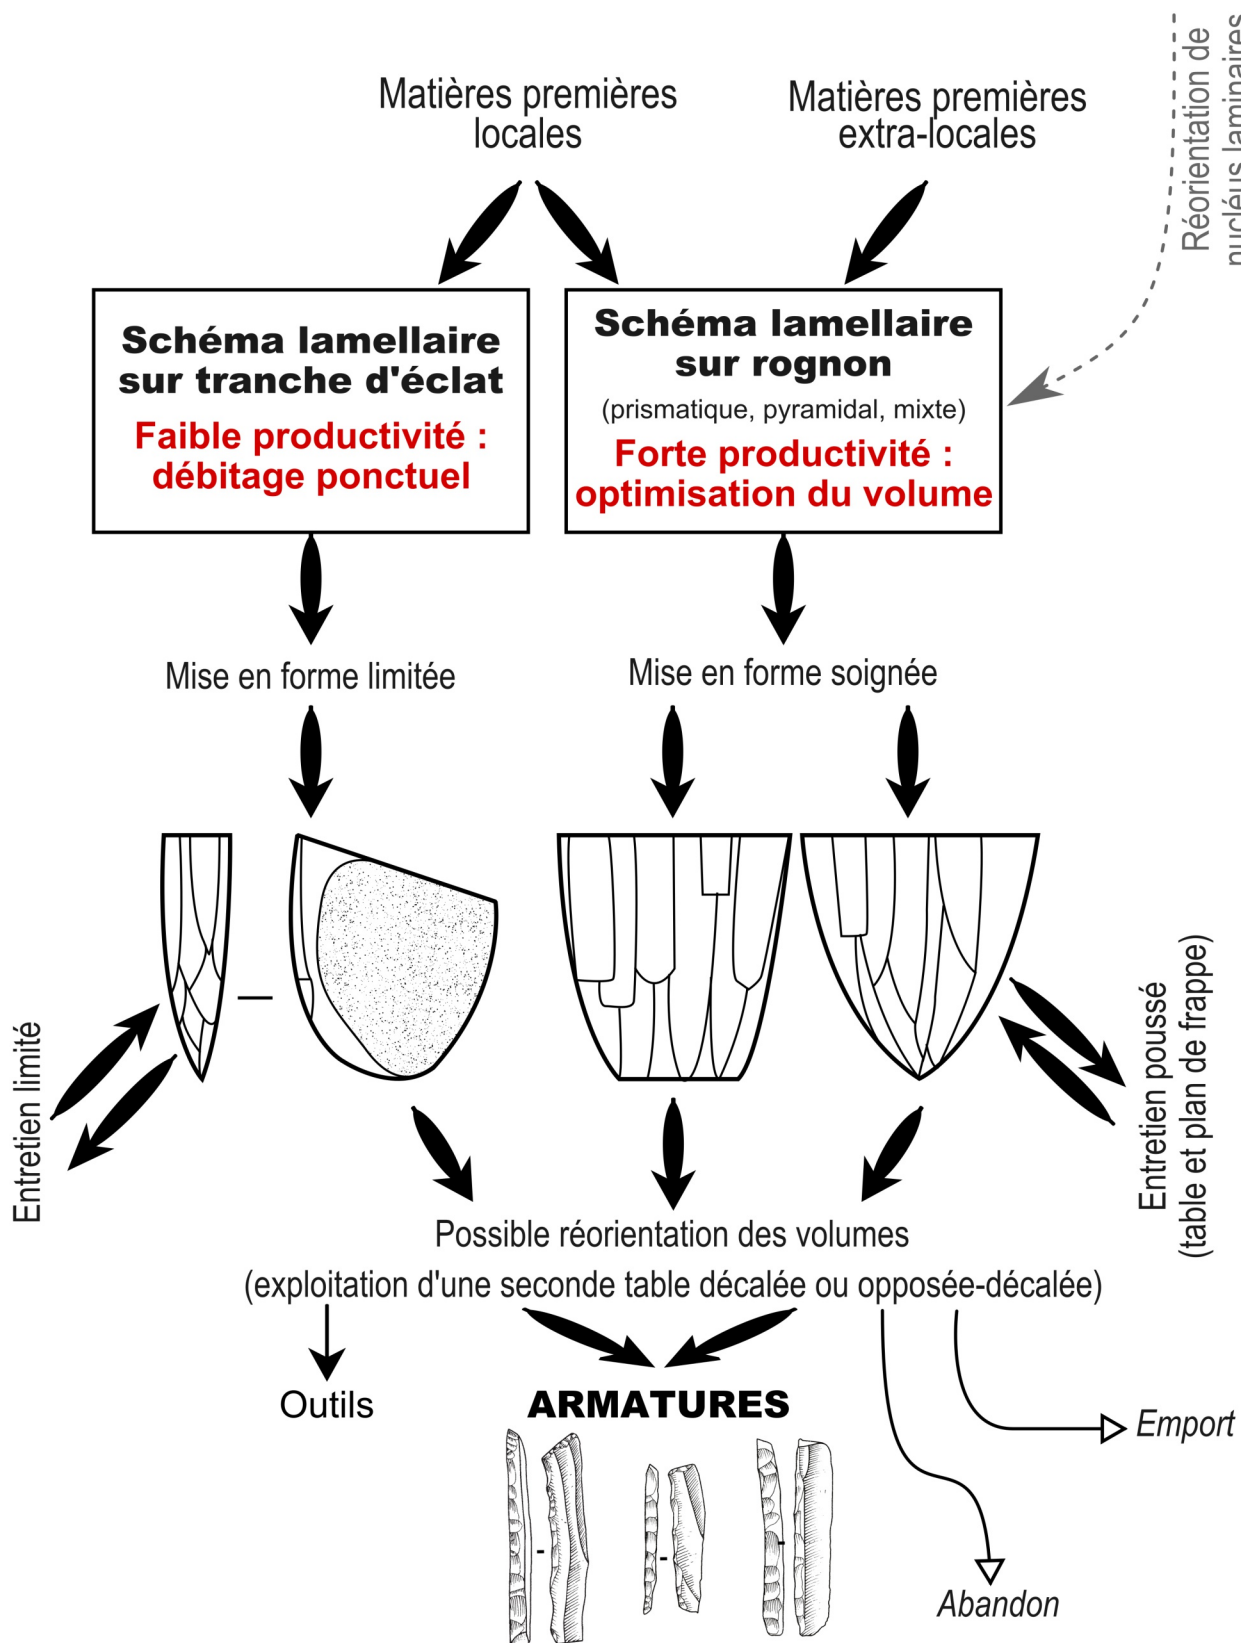 Réorientation de
nucléus laminaires
Matières premières
locales
Matières premières
extra-locales
Schéma lamellaire
sur tranche d'éclat
Faible productivité :
débitage ponctuel
Schéma lamellaire
sur rognon
(prismatique, pyramidal, mixte)
Forte productivité :
optimisation du volume
Mise en forme limitée
Mise en forme soignée
Entretien limité
Entretien poussé
(table et plan de frappe)
Possible réorientation des volumes
(exploitation d'une seconde table décalée ou opposée-décalée)
Outils
ARMATURES
Emport
Abandon